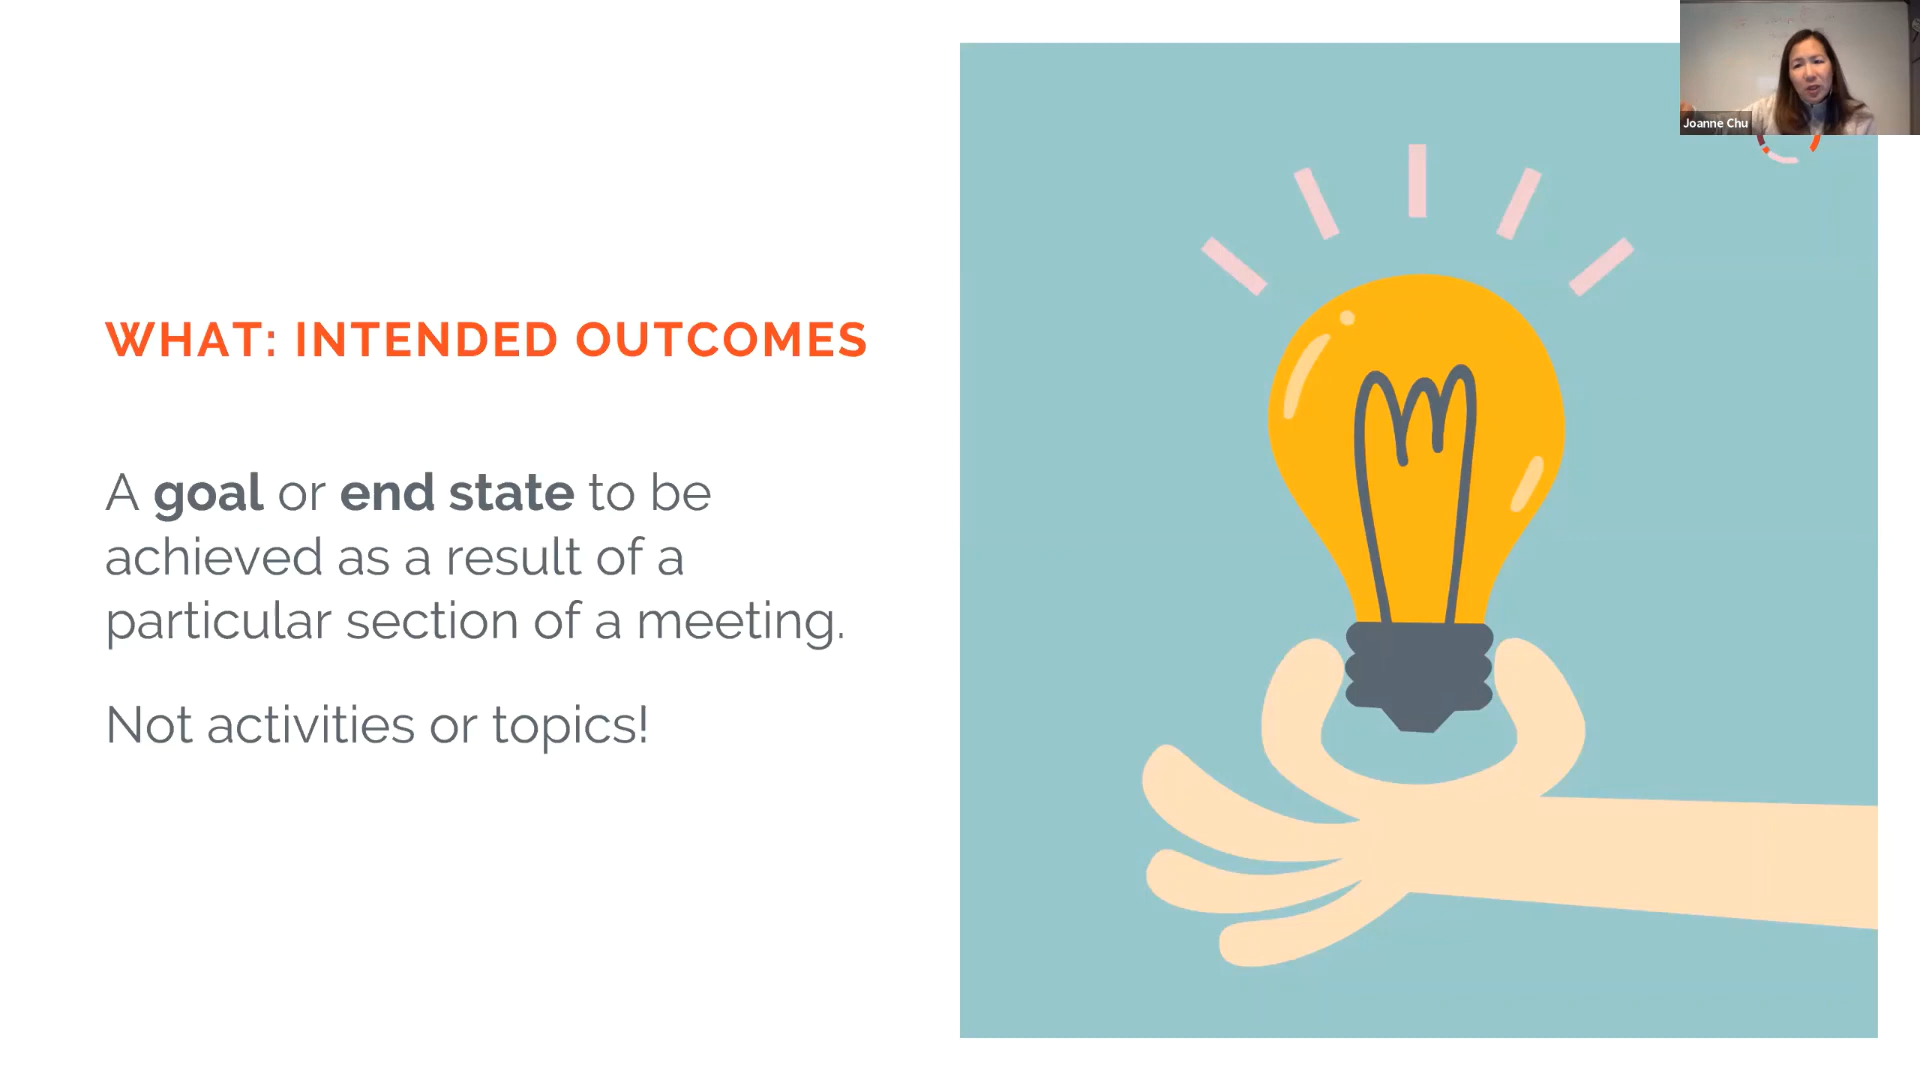 Joanne Chu
WHAT: INTENDED OUTCOMES
A goal or end state to be
achieved as a result of a
particular section of a meeting.
Not activities or topics!